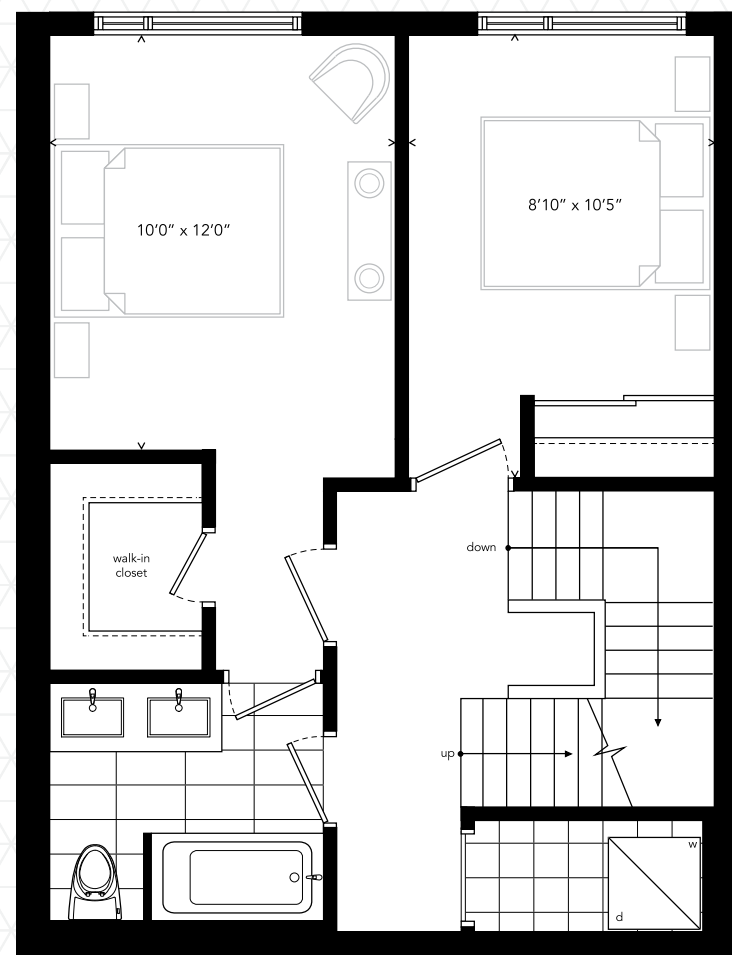 10'0" x 12'0"
8'10" x 10'5"
walk-in
closet
down
up
w
d